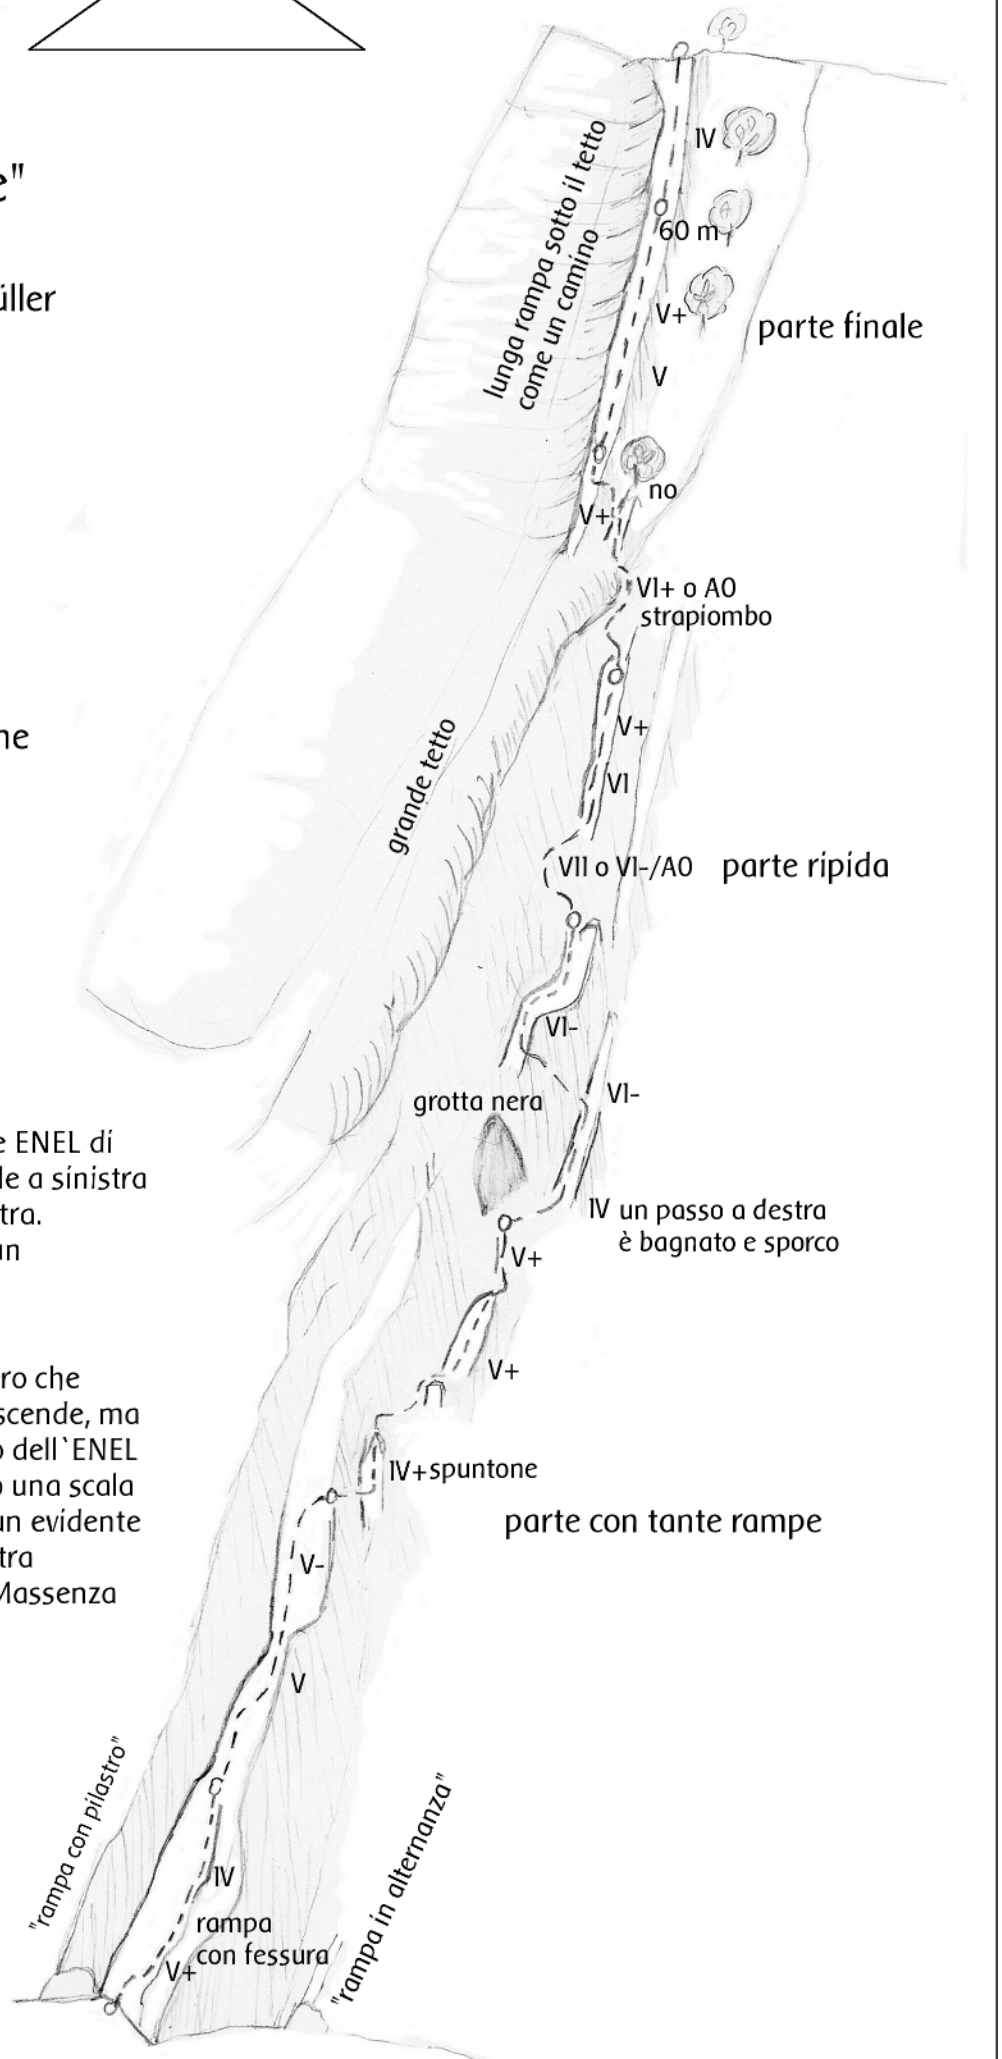 e"
üller
ne
e ENEL di
le a sinistra
tra.
un
ro che
scende, ma
o dell`ENEL
o una scala
un evidente
tra
Massenza
IV
60 m
lunga rampa sotto il tetto
come un camino
V+
parte finale
V
no
V+
VI+ o A0
strapiombo
V+
grande tetto
VI
VII o VI-/A0
parte ripida
VI-
VI-
grotta nera
IV un passo a destra
è bagnato e sporco
V+
V+
IV+ spuntone
parte con tante rampe
V-
V
"rampa con pilastro"
"rampa in alternanza"
IV
rampa
con fessura
V+